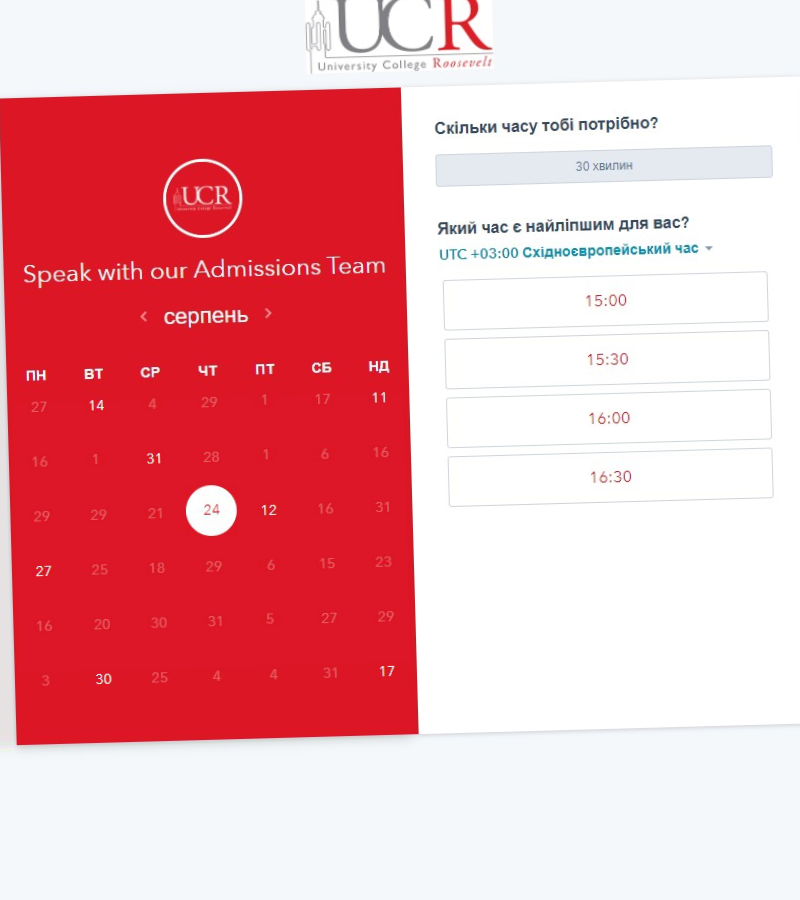 UCR
University College Roosevelt
UCR
University College Roosevelt
Speak with our Admissions Team
серпень
ПН ВТ СР ЧТ ПТ СБ НД
27 14 4 29 1 17 11
16 1 31 28 1 6 16
29 29 21 24 12 16 31
27 25 18 29 6 15 23
16 20 30 31 5 27 29
3 30 25 4 4 31 17
Скільки часу тобі потрібно?
30 хвилин
Який час є найліпшим для вас?
UTC +03:00 Східноєвропейський час
15:00
15:30
16:00
16:30